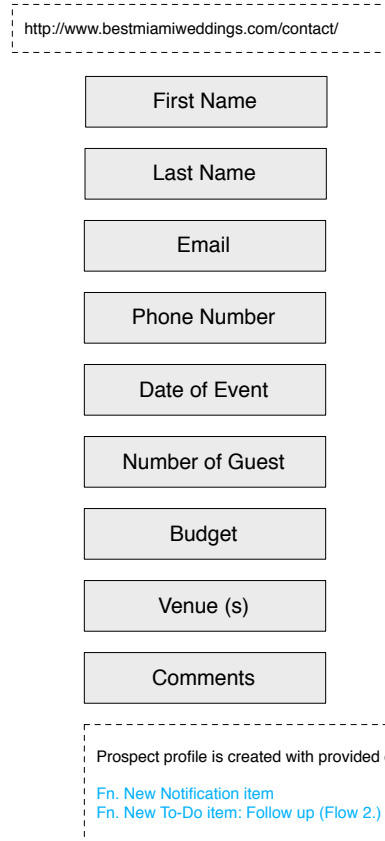 http://www.bestmiamiweddings.com/contact/
First Name
Last Name
Email
Phone Number
Date of Event
Number of Guest
Budget
Venue (s)
Comments
Prospect profile is created with provided
Fn. New Notification item
Fn. New To-Do item: Follow up (Flow 2.)